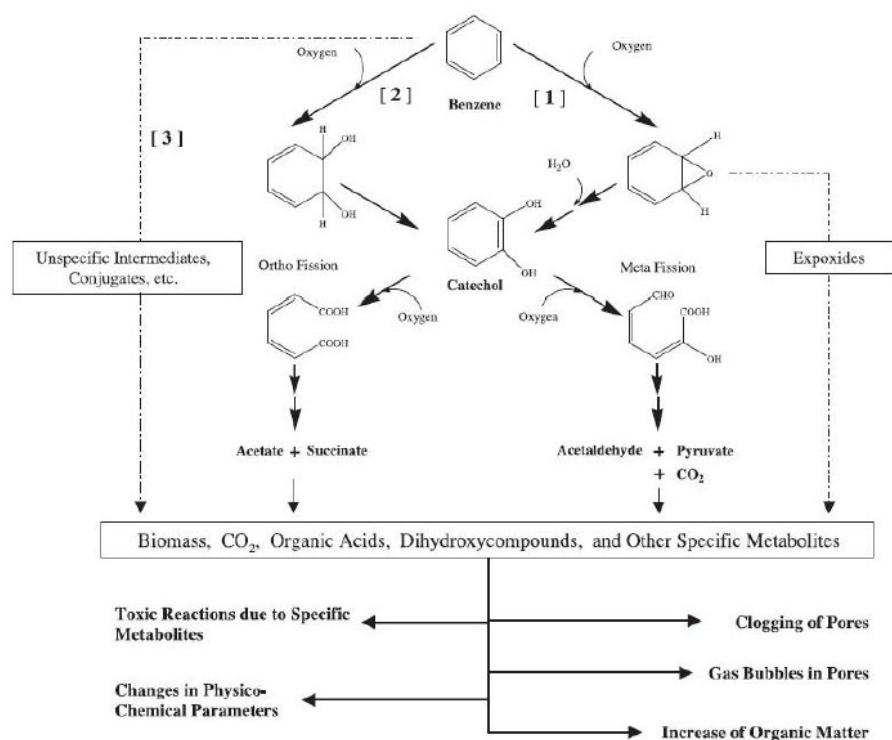 Oxygen
Oxygen
[ 2 ]
Benzene
[ 1 ]
[ 3 ]
H
OH
OH
H
H₂O
H
O
H
OH
OH
Unspecific Intermediates,
Conjugates, etc.
Ortho Fission
Catechol
Meta Fission
Expoxides
COOH
COOH
Oxygen
Oxygen
CHO
COOH
OH
Acetate + Succinate
Acetaldehyde + Pyruvate
+ CO₂
Biomass, CO₂, Organic Acids, Dihydroxycompounds, and Other Specific Metabolites
Toxic Reactions due to Specific
Metabolites
Clogging of Pores
Gas Bubbles in Pores
Changes in Physico-
Chemical Parameters
Increase of Organic Matter